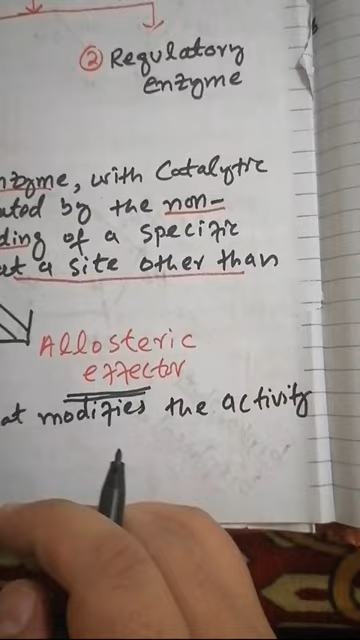 ② Regulatory
enzyme
nzyme, with Catalytic
ated by the non-
ding of a specific
at a site other than
Allosteric
effector
at modifies the activity